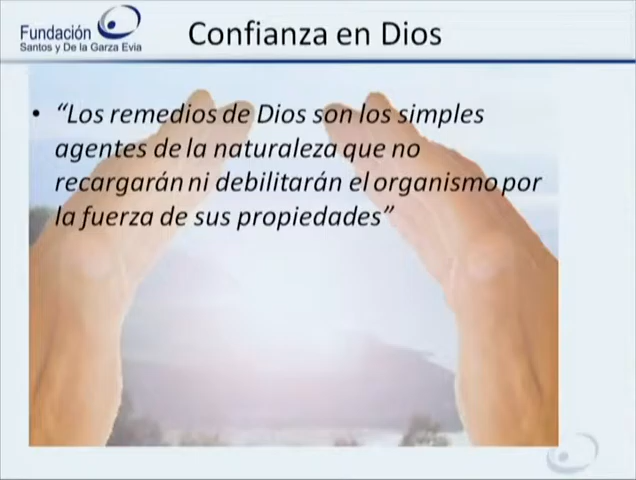 Fundación
Santos y De la Garza Evia
Confianza en Dios
• “Los remedios de Dios son los simples
agentes de la naturaleza que no
recargarán ni debilitarán el organismo por
la fuerza de sus propiedades”